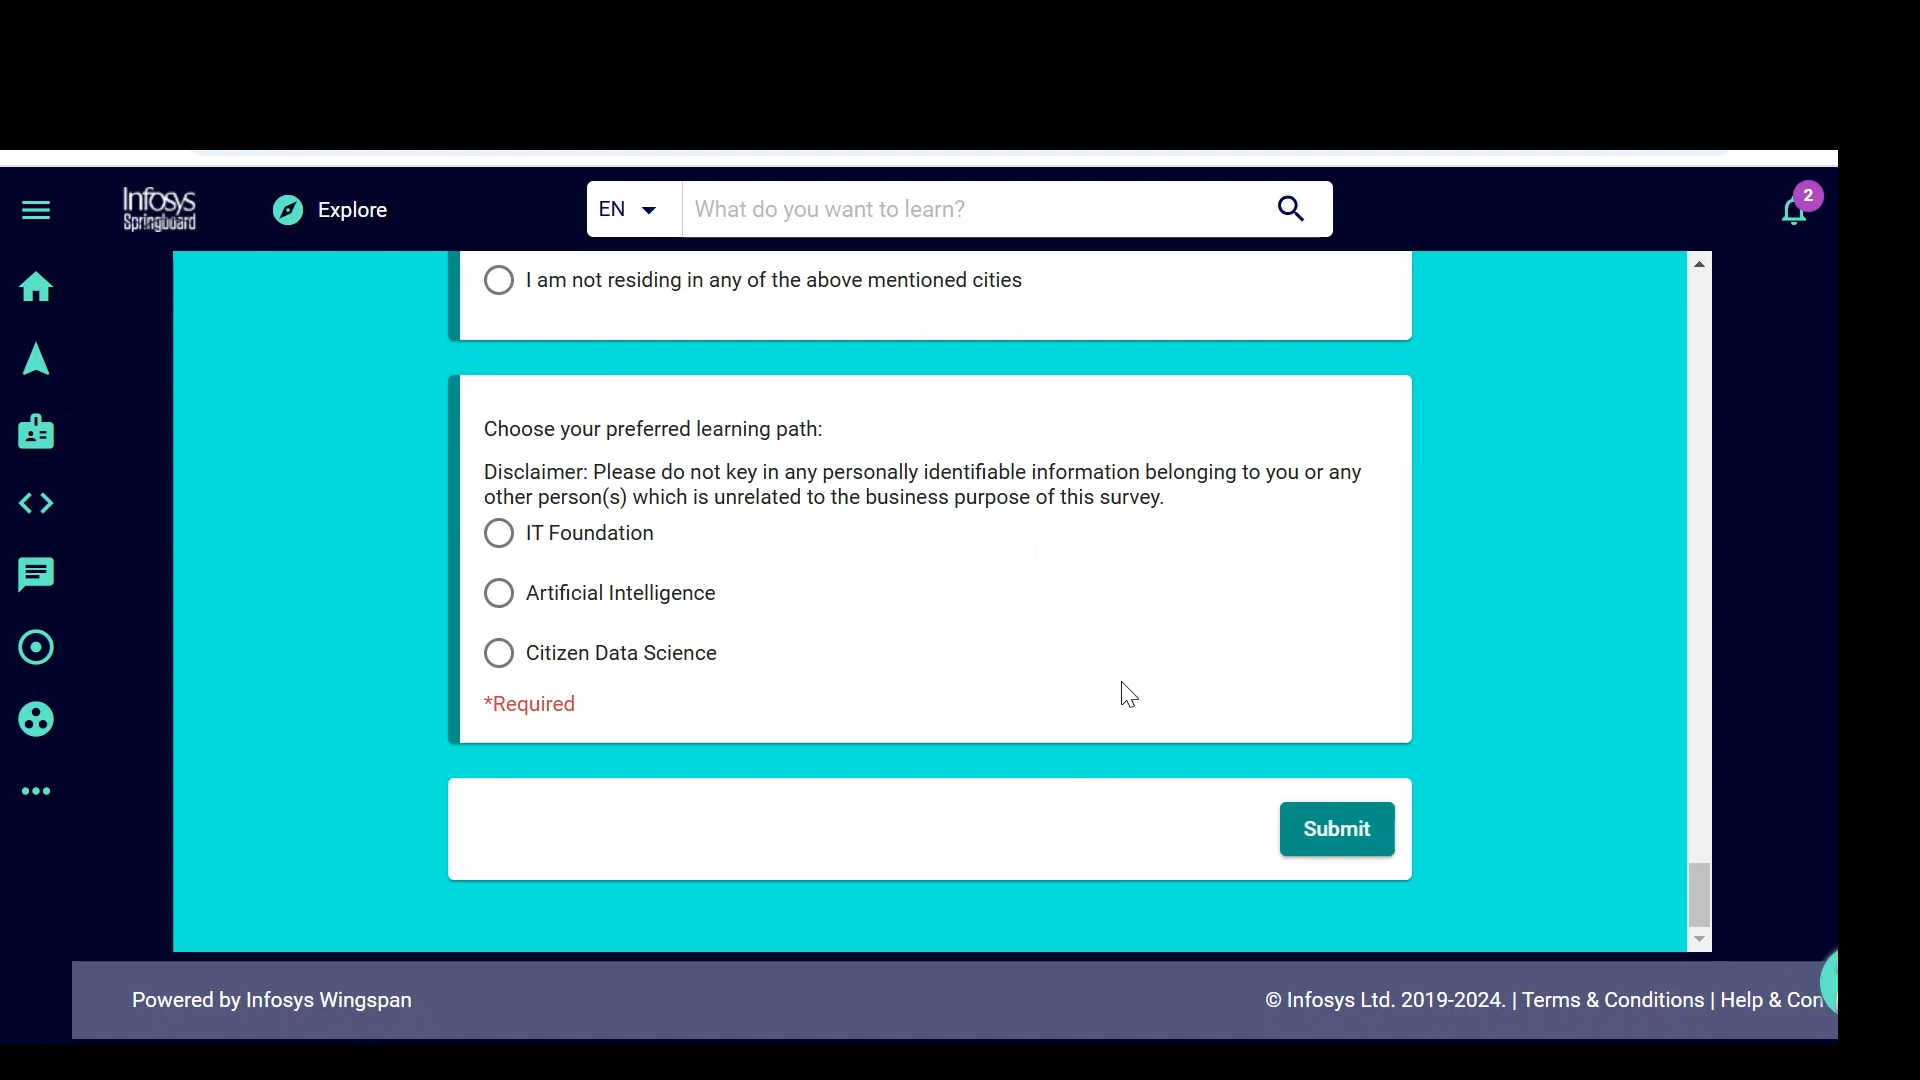 Infosys
Springboard
Explore
EN
What do you want to learn?
2
I am not residing in any of the above mentioned cities
Choose your preferred learning path:
Disclaimer: Please do not key in any personally identifiable information belonging to you or any
other person(s) which is unrelated to the business purpose of this survey.
IT Foundation
Artificial Intelligence
Citizen Data Science
*Required
Submit
Powered by Infosys Wingspan
© Infosys Ltd. 2019-2024. | Terms & Conditions | Help & Con